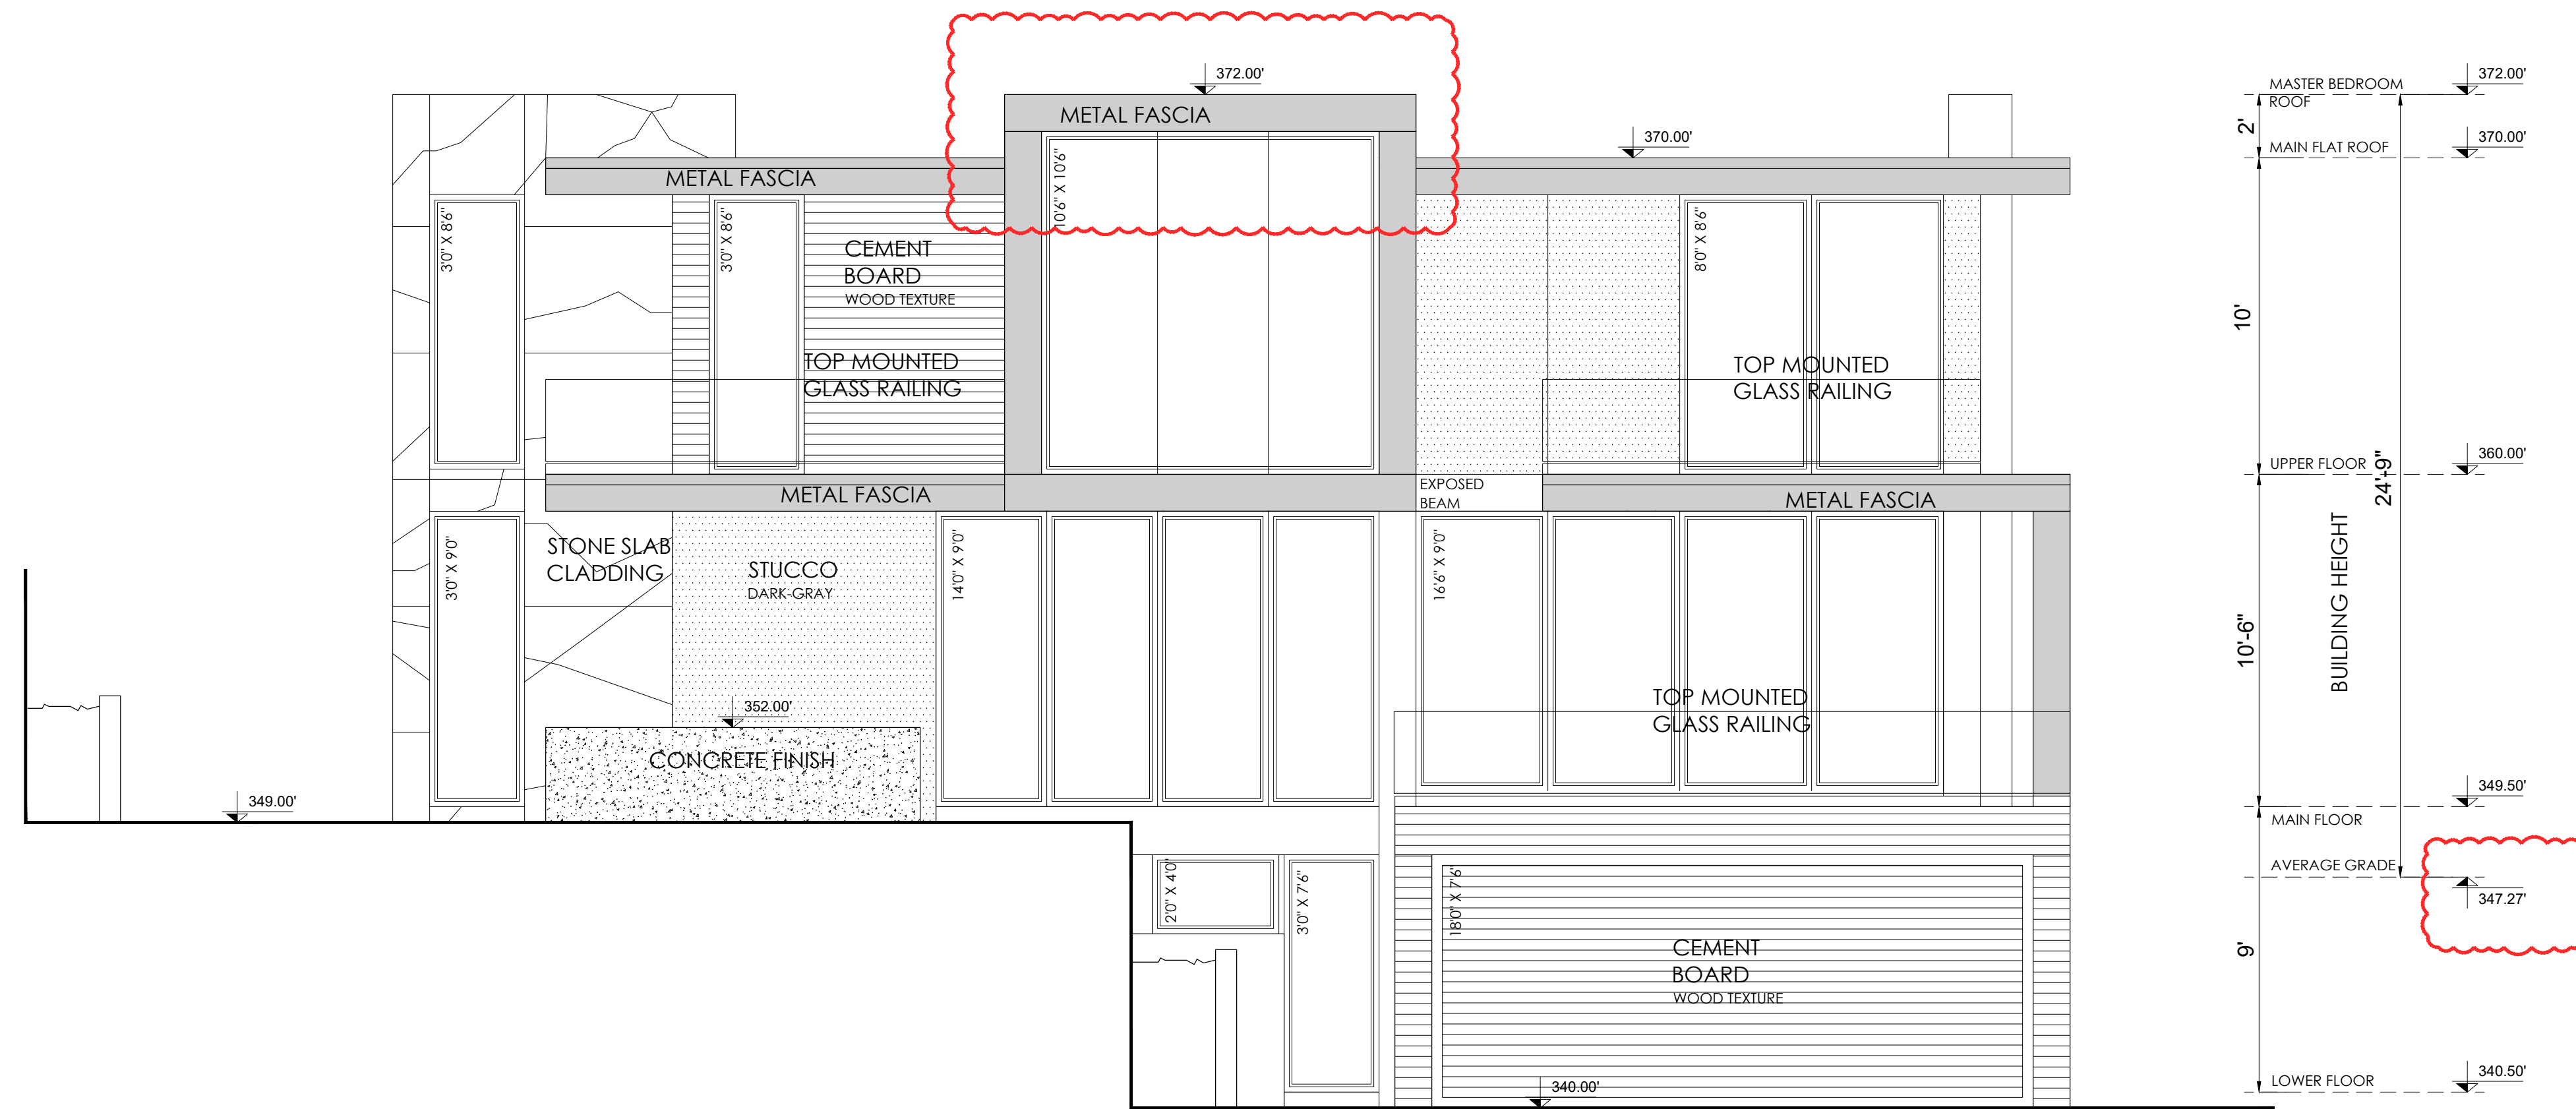 372.00'
METAL FASCIA
10'6" X 10'6"
370.00'
MASTER BEDROOM
ROOF
372.00'
2'
MAIN FLAT ROOF
370.00'
METAL FASCIA
3'0" X 8'6"
3'0" X 8'6"
CEMENT
BOARD
WOOD TEXTURE
8'0" X 8'6"
10'
TOP MOUNTED
GLASS RAILING
TOP MOUNTED
GLASS RAILING
UPPER FLOOR
360.00'
24'-9"
METAL FASCIA
EXPOSED
BEAM
METAL FASCIA
3'0" X 9'0"
STONE SLAB
CLADDING
STUCCO
DARK-GRAY
14'0" X 9'0"
16'6" X 9'0"
BUILDING HEIGHT
10'-6"
352.00'
TOP MOUNTED
GLASS RAILING
CONCRETE FINISH
349.00'
349.50'
MAIN FLOOR
AVERAGE GRADE
347.27'
2'0" X 4'0"
3'0" X 7'6"
18'0" X 7'6"
CEMENT
BOARD
WOOD TEXTURE
9'
340.00'
LOWER FLOOR
340.50'